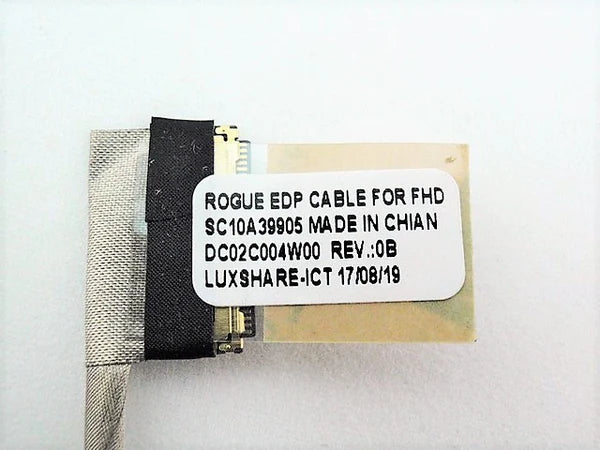 ROGUE EDP CABLE FOR FHD
SC10A39905 MADE IN CHIAN
DC02C004W00 REV.:0B
LUXSHARE-ICT 17/08/19